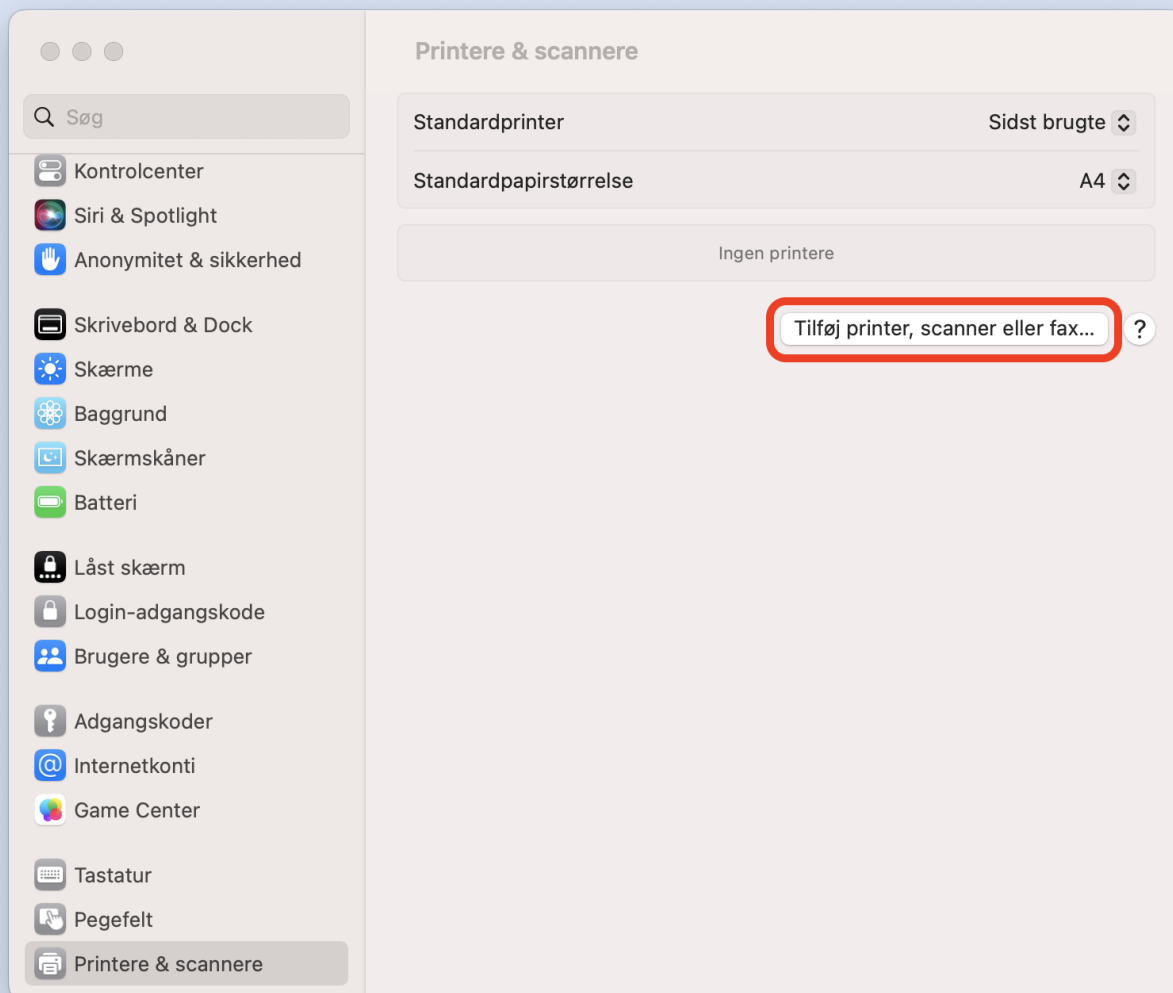 Printere & scannere
Søg
Kontrolcenter
Siri & Spotlight
Anonymitet & sikkerhed
Skrivebord & Dock
Skærme
Baggrund
Skærmskåner
Batteri
Låst skærm
Login-adgangskode
Brugere & grupper
Adgangskoder
Internetkonti
Game Center
Tastatur
Pegefelt
Printere & scannere
Standardprinter Sidst brugte
Standardpapirstørrelse A4
Ingen printere
Tilføj printer, scanner eller fax... ?